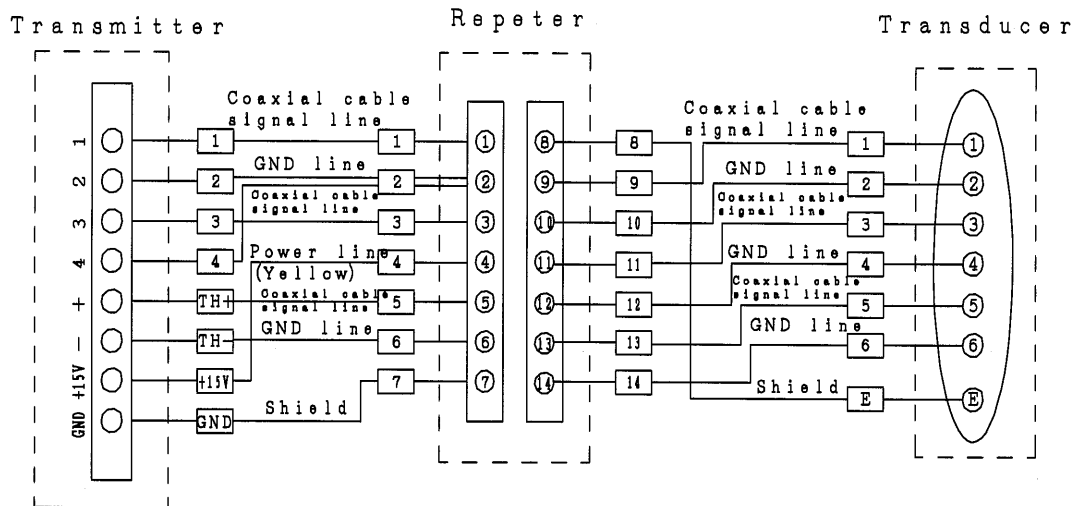 Transmitter
Repeter
Transducer
Coaxial cable
signal line
GND line
Coaxial cable
signal line
Power line
(Yellow)
Coaxial cable
signal line
GND line
Shield
1
2
3
4
+
-
+15V
GND
1
2
3
4
TH+
TH-
+15V
GND
1
2
3
4
5
6
7
1
2
3
4
5
6
7
8
9
10
11
12
13
14
8
9
10
11
12
13
14
Coaxial cable
signal line
GND line
Coaxial cable
signal line
GND line
Coaxial cable
signal line
GND line
Shield
1
2
3
4
5
6
E
1
2
3
4
5
6
E